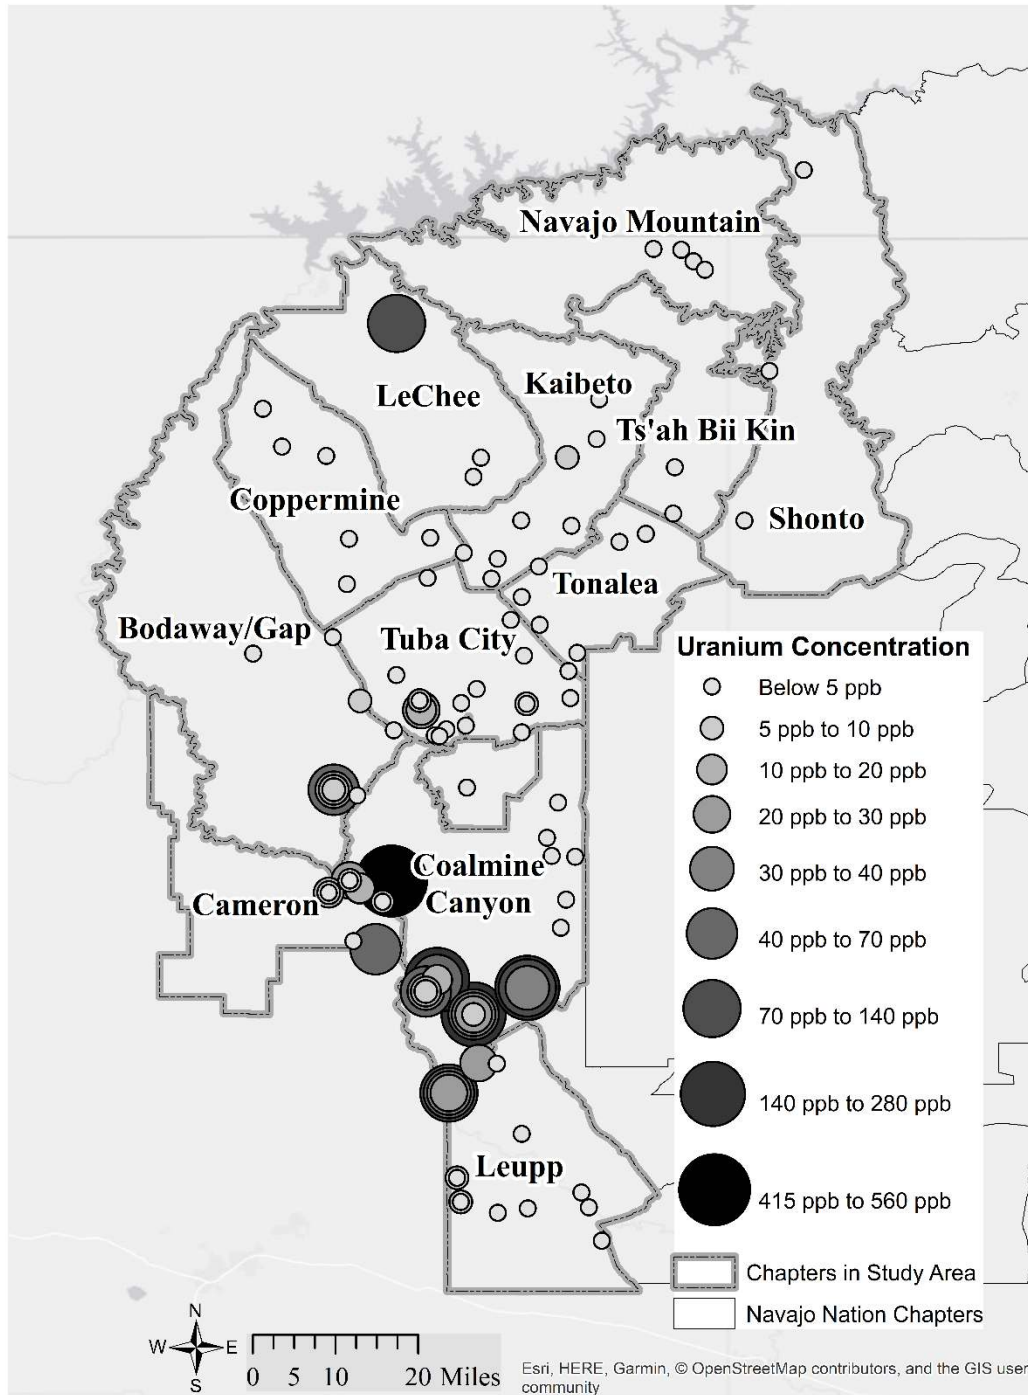 Navajo Mountain
LeChee
Kaibeto
Ts'ah Bii Kin
Coppermine
Shonto
Tonalea
Bodaway/Gap
Tuba City
Coalmine
Canyon
Cameron
Leupp
Uranium Concentration
Below 5 ppb
5 ppb to 10 ppb
10 ppb to 20 ppb
20 ppb to 30 ppb
30 ppb to 40 ppb
40 ppb to 70 ppb
70 ppb to 140 ppb
140 ppb to 280 ppb
415 ppb to 560 ppb
Chapters in Study Area
Navajo Nation Chapters
N
W E
S
0 5 10 20 Miles
Esri, HERE, Garmin, © OpenStreetMap contributors, and the GIS user
community